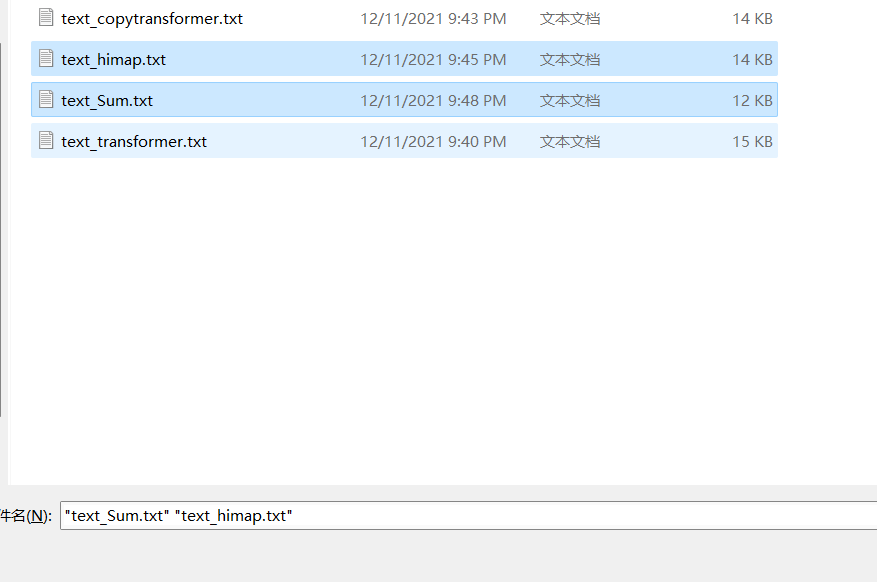 text_copytransformer.txt 12/11/2021 9:43 PM 文本文档 14 KB
text_himap.txt 12/11/2021 9:45 PM 文本文档 14 KB
text_Sum.txt 12/11/2021 9:48 PM 文本文档 12 KB
text_transformer.txt 12/11/2021 9:40 PM 文本文档 15 KB
件名(N): "text_Sum.txt" "text_himap.txt"